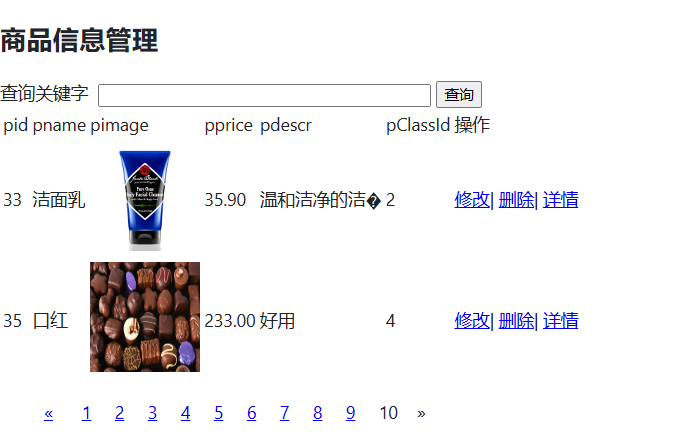 商品信息管理
查询关键字 查询
pid pname pimage pprice pdescr pClassId 操作
33 洁面乳 35.90 温和洁净的洁� 2 修改| 删除| 详情
35 口红 233.00 好用 4 修改| 删除| 详情
« 1 2 3 4 5 6 7 8 9 10 »